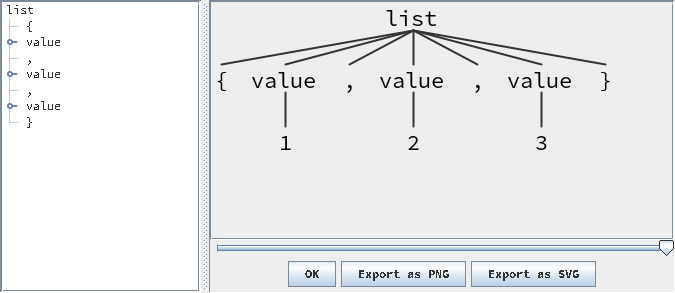 list
{
value
,
value
,
value
}
list
{ value , value , value }
1 2 3
OK Export as PNG Export as SVG